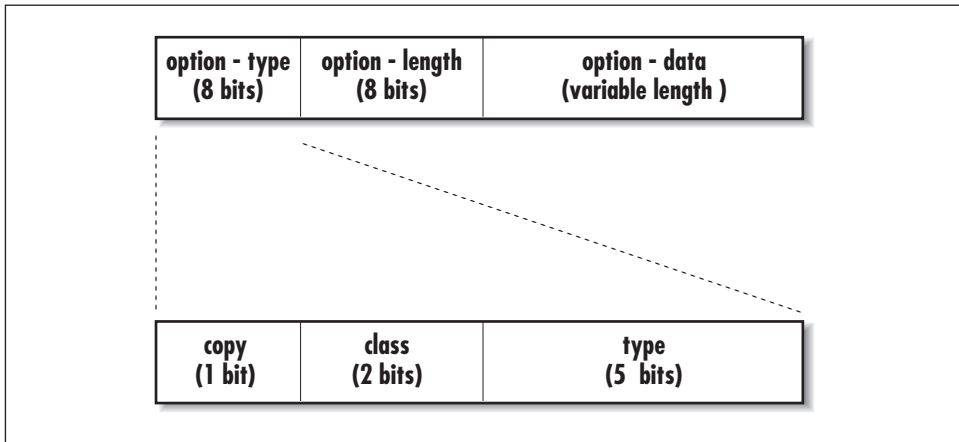 option - type option - length option - data
(8 bits) (8 bits) (variable length )
copy class type
(1 bit) (2 bits) (5 bits)